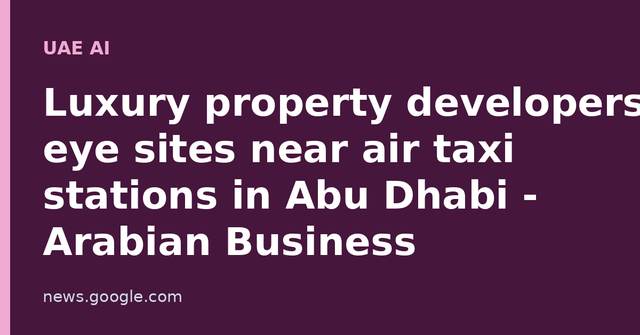 UAE AI
Luxury property developers
eye sites near air taxi
stations in Abu Dhabi -
Arabian Business
news.google.com